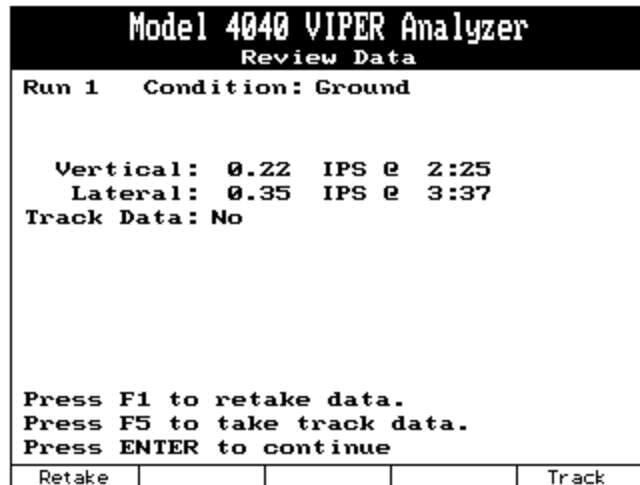 Model 4040 VIPER Analyzer
Review Data
Run 1 Condition: Ground
Vertical: 0.22 IPS @ 2:25
Lateral: 0.35 IPS @ 3:37
Track Data: No
Press F1 to retake data.
Press F5 to take track data.
Press ENTER to continue
Retake Track